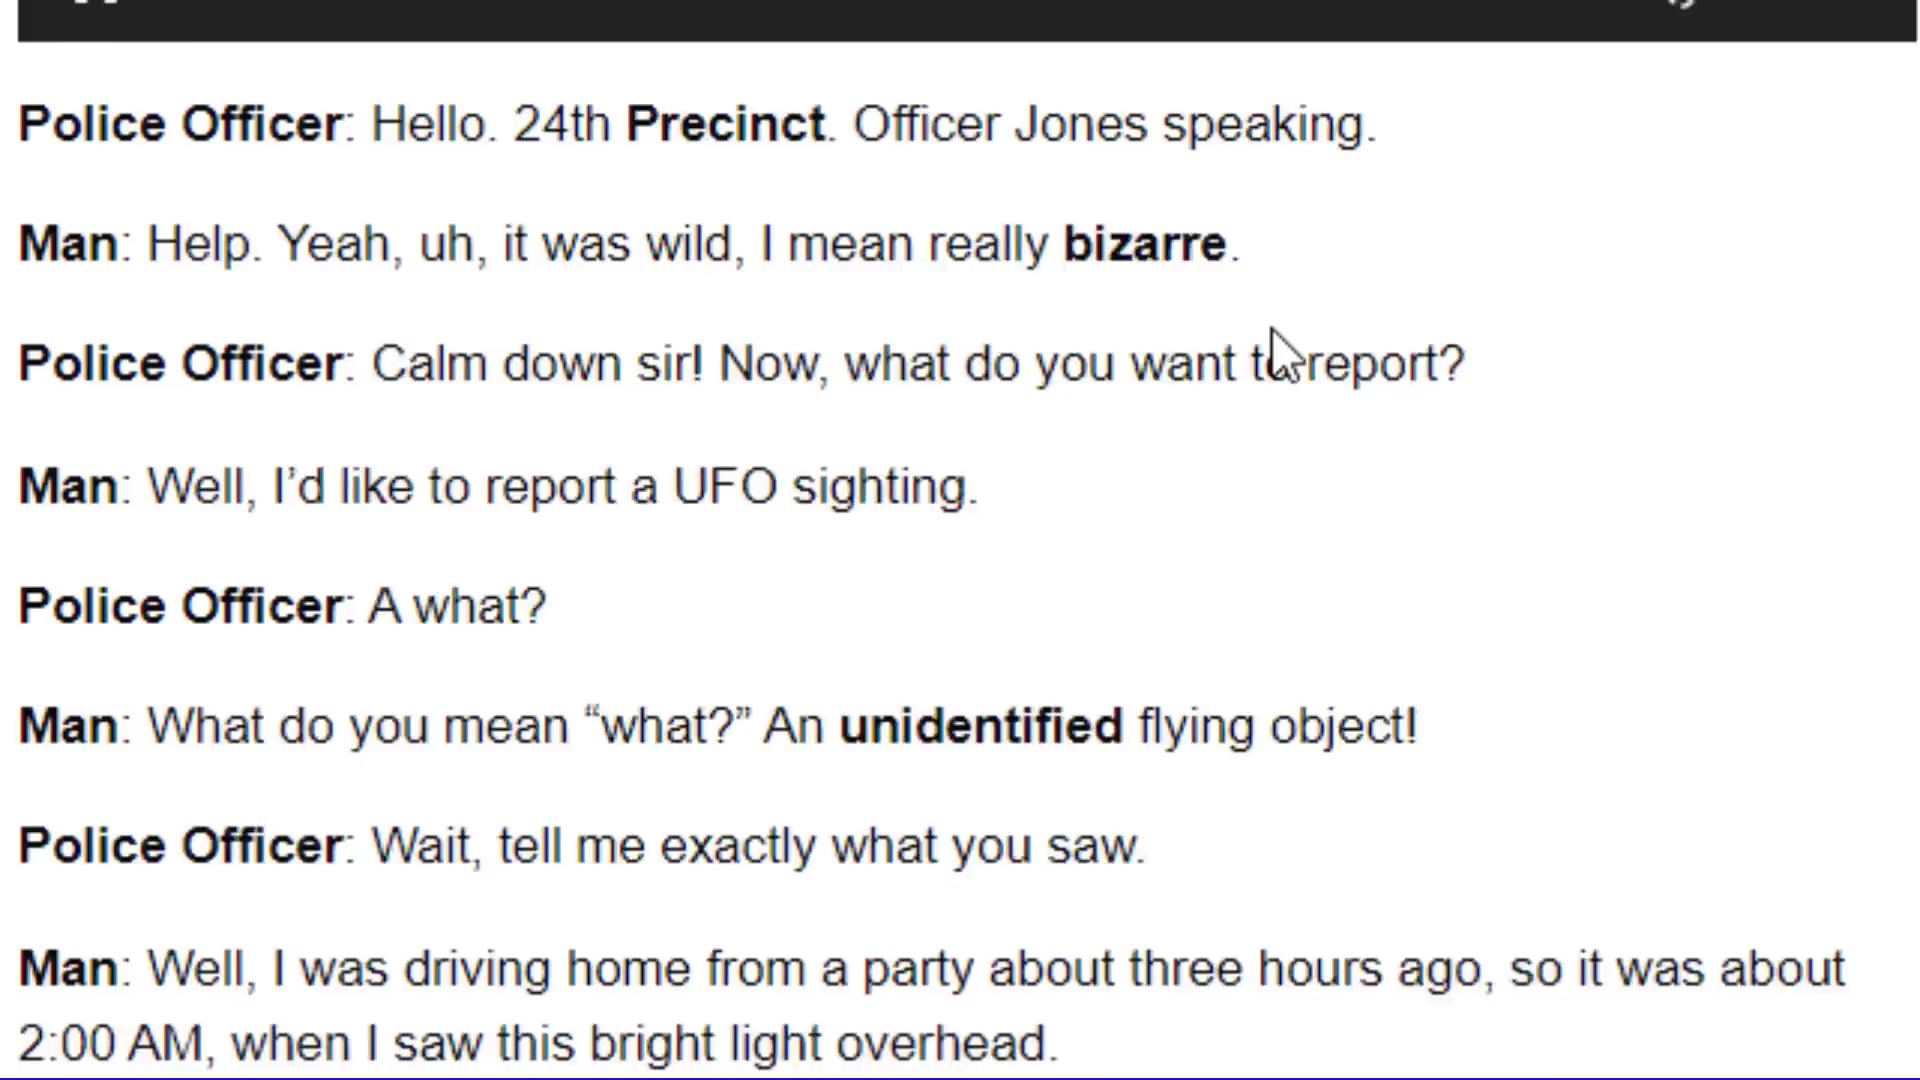 Police Officer: Hello. 24th Precinct. Officer Jones speaking.
Man: Help. Yeah, uh, it was wild, I mean really bizarre.
Police Officer: Calm down sir! Now, what do you want to report?
Man: Well, I’d like to report a UFO sighting.
Police Officer: A what?
Man: What do you mean “what?” An unidentified flying object!
Police Officer: Wait, tell me exactly what you saw.
Man: Well, I was driving home from a party about three hours ago, so it was about
2:00 AM, when I saw this bright light overhead.